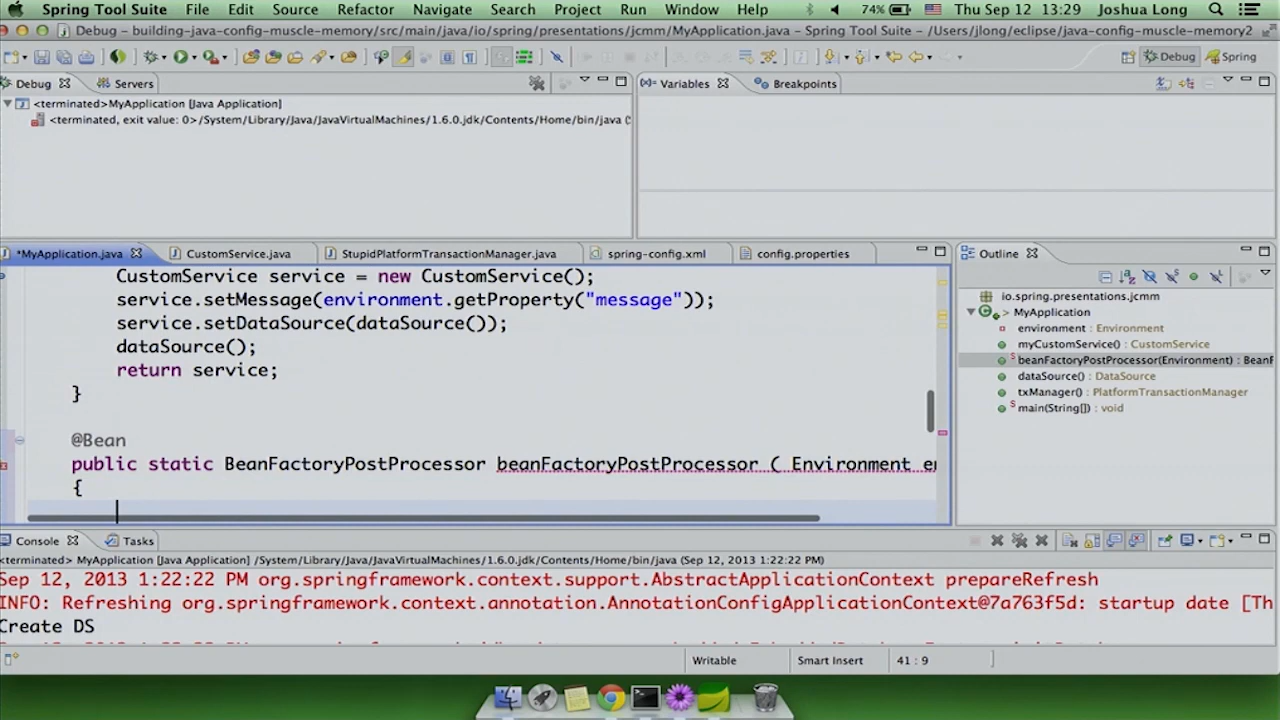 Spring Tool Suite File Edit Source Refactor Navigate Search Project Run Window Help 74% Thu Sep 12 13:29 Joshua Long
Debug - building-java-config-muscle-memory/src/main/java/io/spring/presentations/jcmm/MyApplication.java - Spring Tool Suite - /Users/jlong/eclipse/java-config-muscle-memory2
Debug Spring
Debug Servers
Variables Breakpoints
<terminated>MyApplication [Java Application]
<terminated, exit value: 0>/System/Library/Java/JavaVirtualMachines/1.6.0.jdk/Contents/Home/bin/java (
*MyApplication.java CustomService.java StupidPlatformTransactionManager.java spring-config.xml config.properties
Outline
CustomService service = new CustomService();
service.setMessage(environment.getProperty("message"));
service.setDataSource(dataSource());
dataSource();
return service;
}
@Bean
public static BeanFactoryPostProcessor beanFactoryPostProcessor ( Environment en
{
io.spring.presentations.jcmm
> MyApplication
environment : Environment
myCustomService() : CustomService
beanFactoryPostProcessor(Environment) : BeanF
dataSource() : DataSource
txManager() : PlatformTransactionManager
main(String[]) : void
Console Tasks
<terminated> MyApplication [Java Application] /System/Library/Java/JavaVirtualMachines/1.6.0.jdk/Contents/Home/bin/java (Sep 12, 2013 1:22:22 PM)
Sep 12, 2013 1:22:22 PM org.springframework.context.support.AbstractApplicationContext prepareRefresh
INFO: Refreshing org.springframework.context.annotation.AnnotationConfigApplicationContext@7a763f5d: startup date [Th
Create DS
Writable Smart Insert 41 : 9